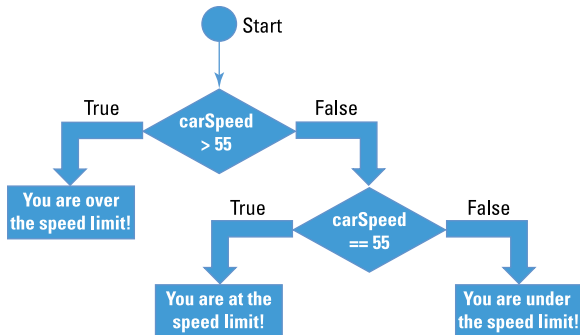 Start
True
False
carSpeed
> 55
You are over
the speed limit!
True
False
carSpeed
== 55
You are at the
speed limit!
You are under
the speed limit!